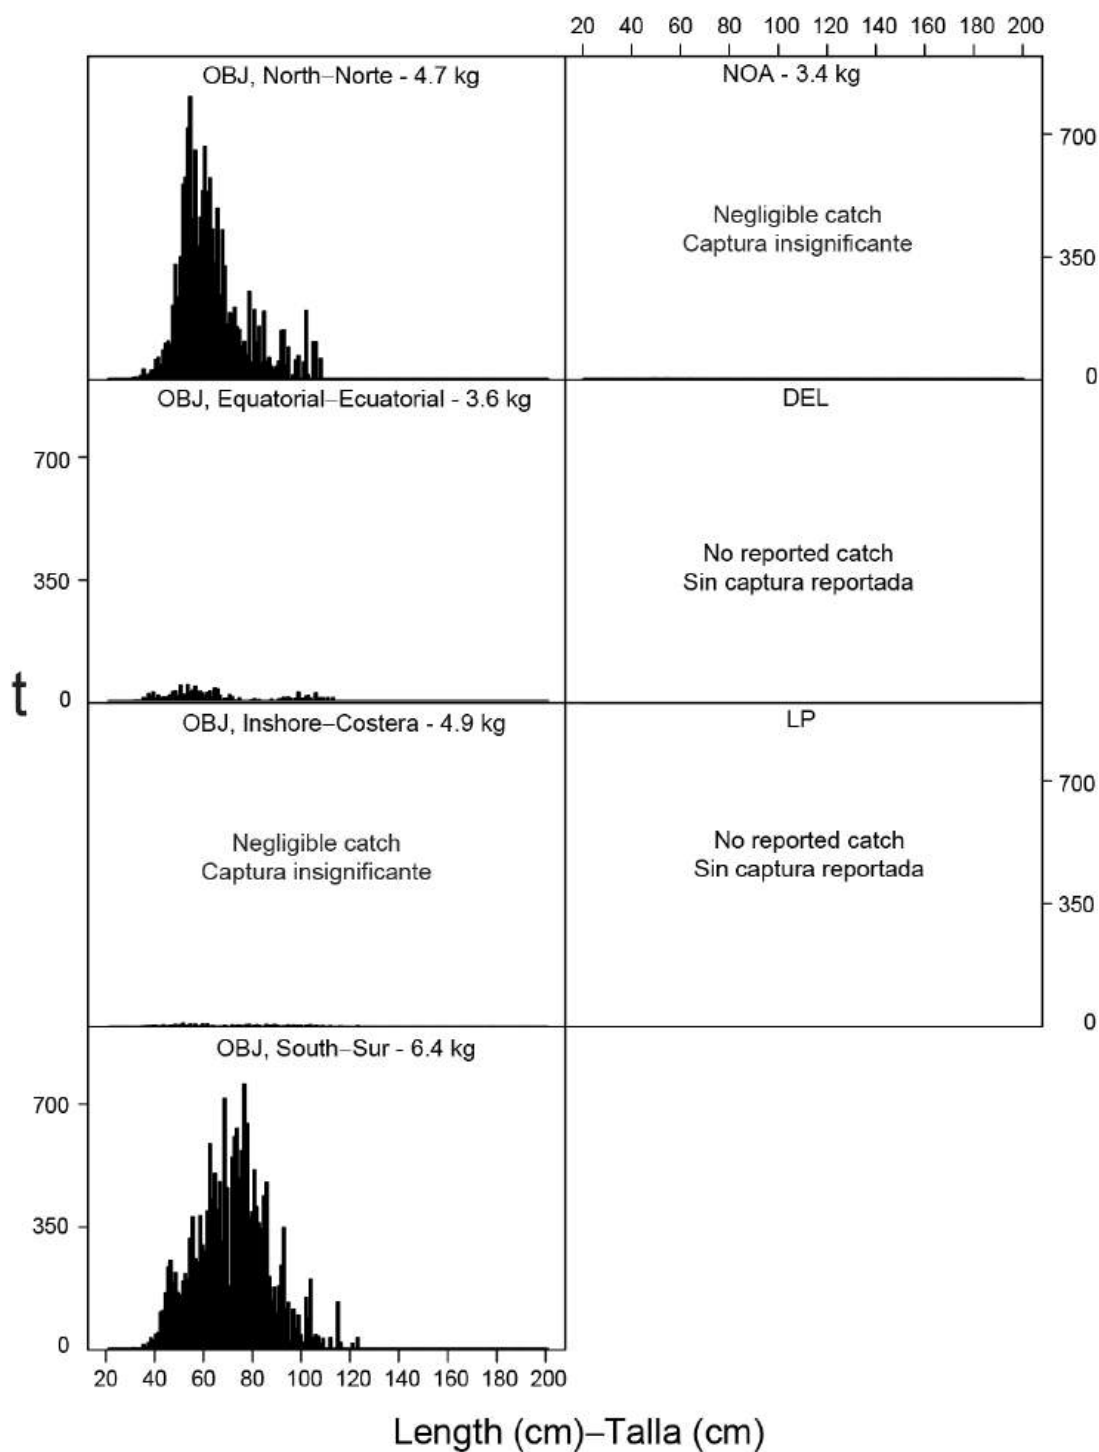 20 40 60 80 100 120 140 160 180 200
OBJ, North–Norte - 4.7 kg
NOA - 3.4 kg
700
Negligible catch
Captura insignificante
350
0
OBJ, Equatorial–Ecuatorial - 3.6 kg
DEL
700
No reported catch
Sin captura reportada
350
t
0
OBJ, Inshore–Costera - 4.9 kg
LP
700
Negligible catch
Captura insignificante
No reported catch
Sin captura reportada
350
0
OBJ, South–Sur - 6.4 kg
700
350
0
20 40 60 80 100 120 140 160 180 200
Length (cm)–Talla (cm)